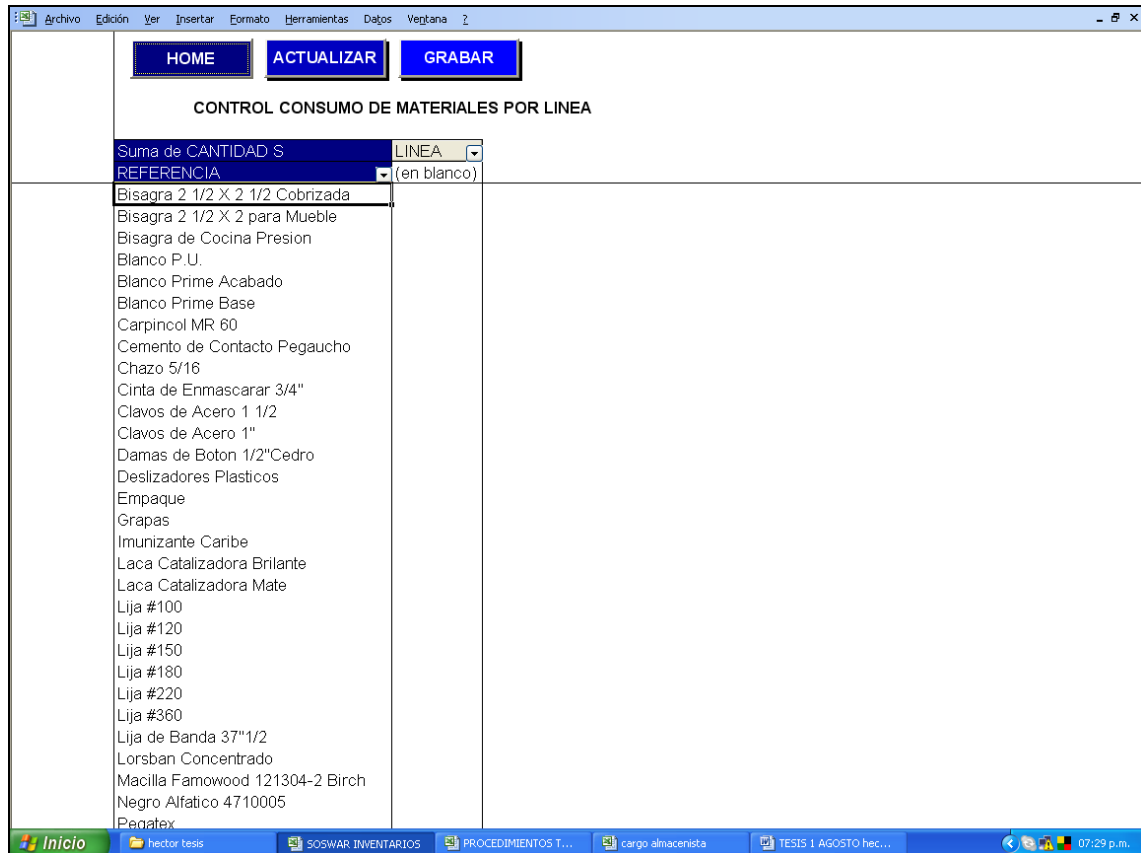 Archivo Edición Ver Insertar Formato Herramientas Datos Ventana ?
HOME ACTUALIZAR GRABAR
CONTROL CONSUMO DE MATERIALES POR LINEA
Suma de CANTIDAD S LINEA
REFERENCIA (en blanco)
Bisagra 2 1/2 X 2 1/2 Cobrizada
Bisagra 2 1/2 X 2 para Mueble
Bisagra de Cocina Presion
Blanco P.U.
Blanco Prime Acabado
Blanco Prime Base
Carpincol MR 60
Cemento de Contacto Pegaucho
Chazo 5/16
Cinta de Enmascarar 3/4"
Clavos de Acero 1 1/2
Clavos de Acero 1"
Damas de Boton 1/2"Cedro
Deslizadores Plasticos
Empaque
Grapas
Imunizante Caribe
Laca Catalizadora Brilante
Laca Catalizadora Mate
Lija #100
Lija #120
Lija #150
Lija #180
Lija #220
Lija #360
Lija de Banda 37"1/2
Lorsban Concentrado
Macilla Famowood 121304-2 Birch
Negro Alfatico 4710005
Pegatex
Inicio hector tesis SOSWAR INVENTARIOS PROCEDIMIENTOS T... cargo almacenista TESIS 1 AGOSTO hec... 07:29 p.m.